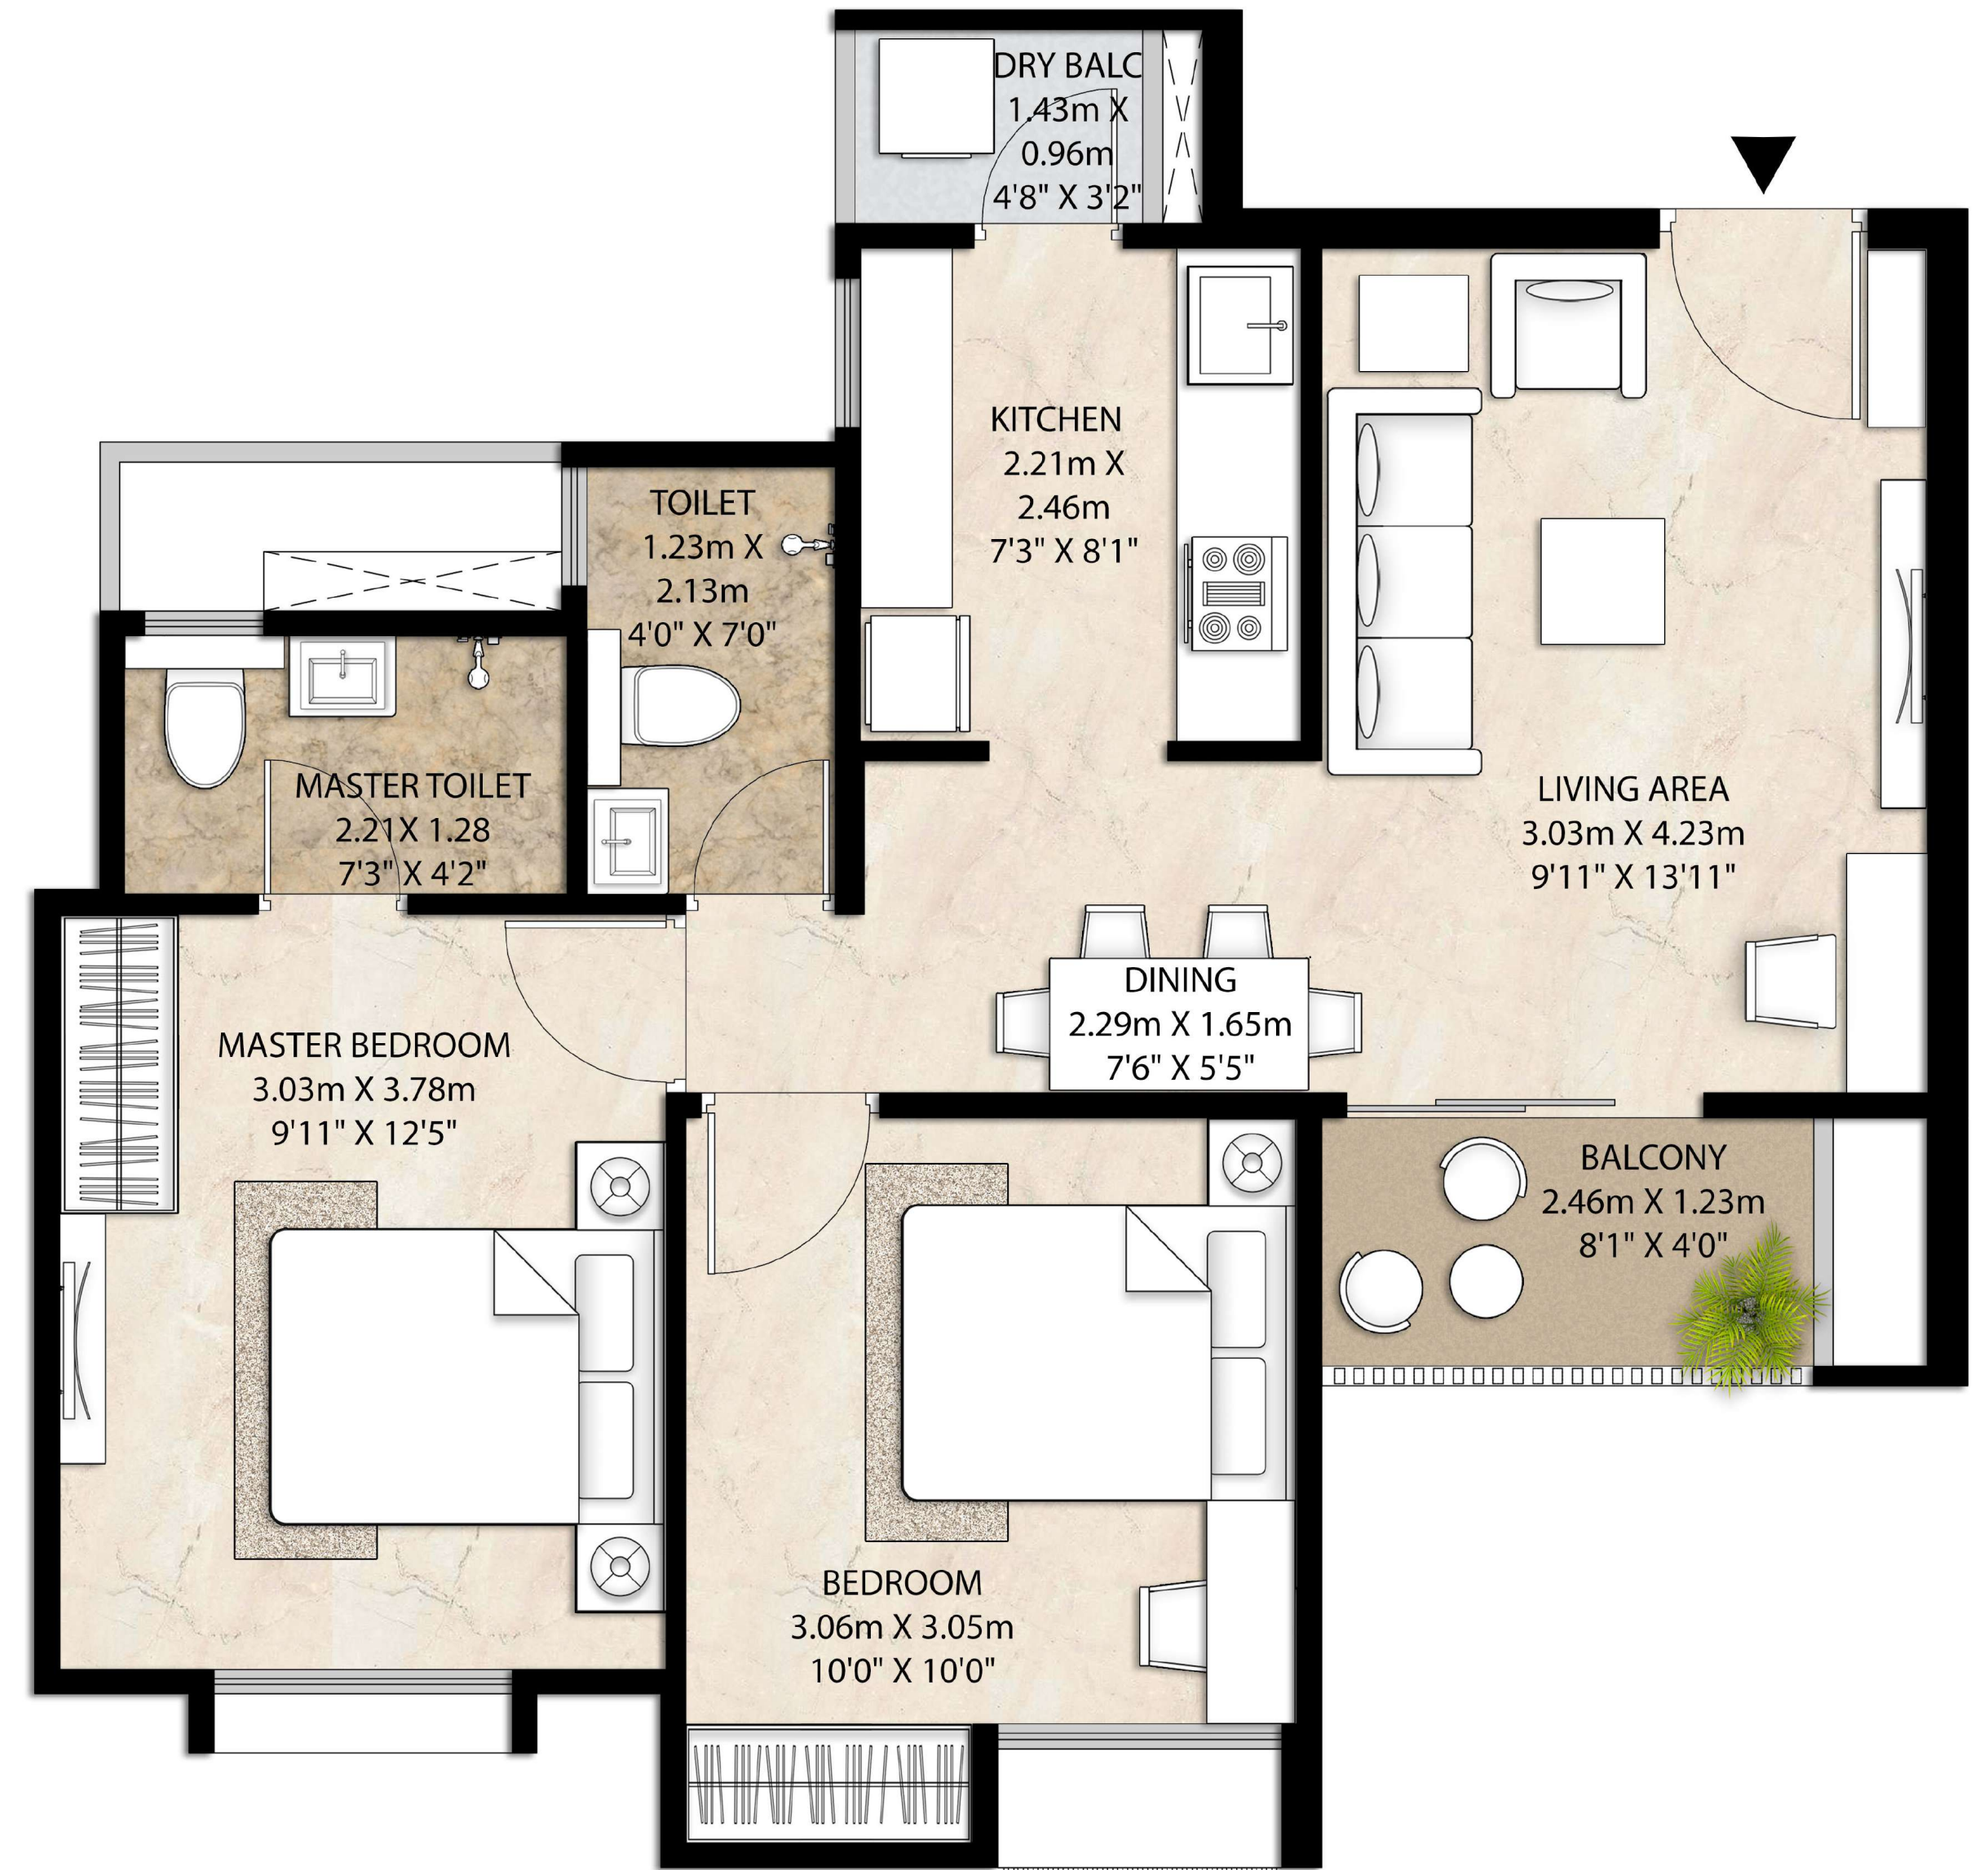 DRY BALC
1.43m X
0.96m
4'8" X 3'2"
KITCHEN
2.21m X
2.46m
7'3" X 8'1"
TOILET
1.23m X
2.13m
4'0" X 7'0"
MASTER TOILET
2.21X 1.28
7'3" X 4'2"
LIVING AREA
3.03m X 4.23m
9'11" X 13'11"
DINING
2.29m X 1.65m
7'6" X 5'5"
MASTER BEDROOM
3.03m X 3.78m
9'11" X 12'5"
BALCONY
2.46m X 1.23m
8'1" X 4'0"
BEDROOM
3.06m X 3.05m
10'0" X 10'0"